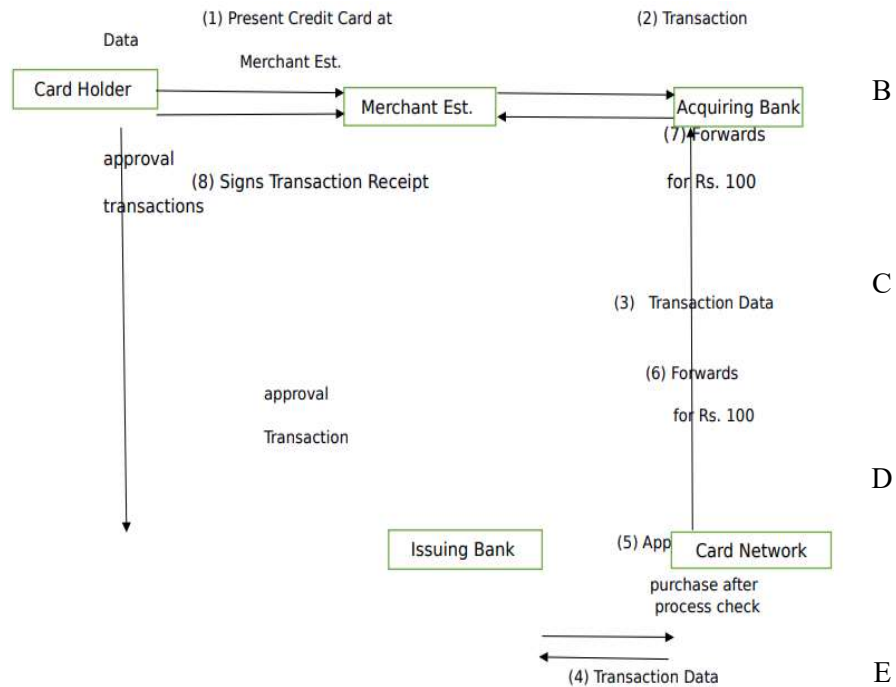 (1) Present Credit Card at
(2) Transaction
Data
Merchant Est.
Card Holder
Merchant Est.
Acquiring Bank
B
(7) Forwards
approval
(8) Signs Transaction Receipt
for Rs. 100
transactions
C
(3) Transaction Data
(6) Forwards
approval
for Rs. 100
Transaction
D
Issuing Bank
(5) App
Card Network
purchase after
process check
(4) Transaction Data
E